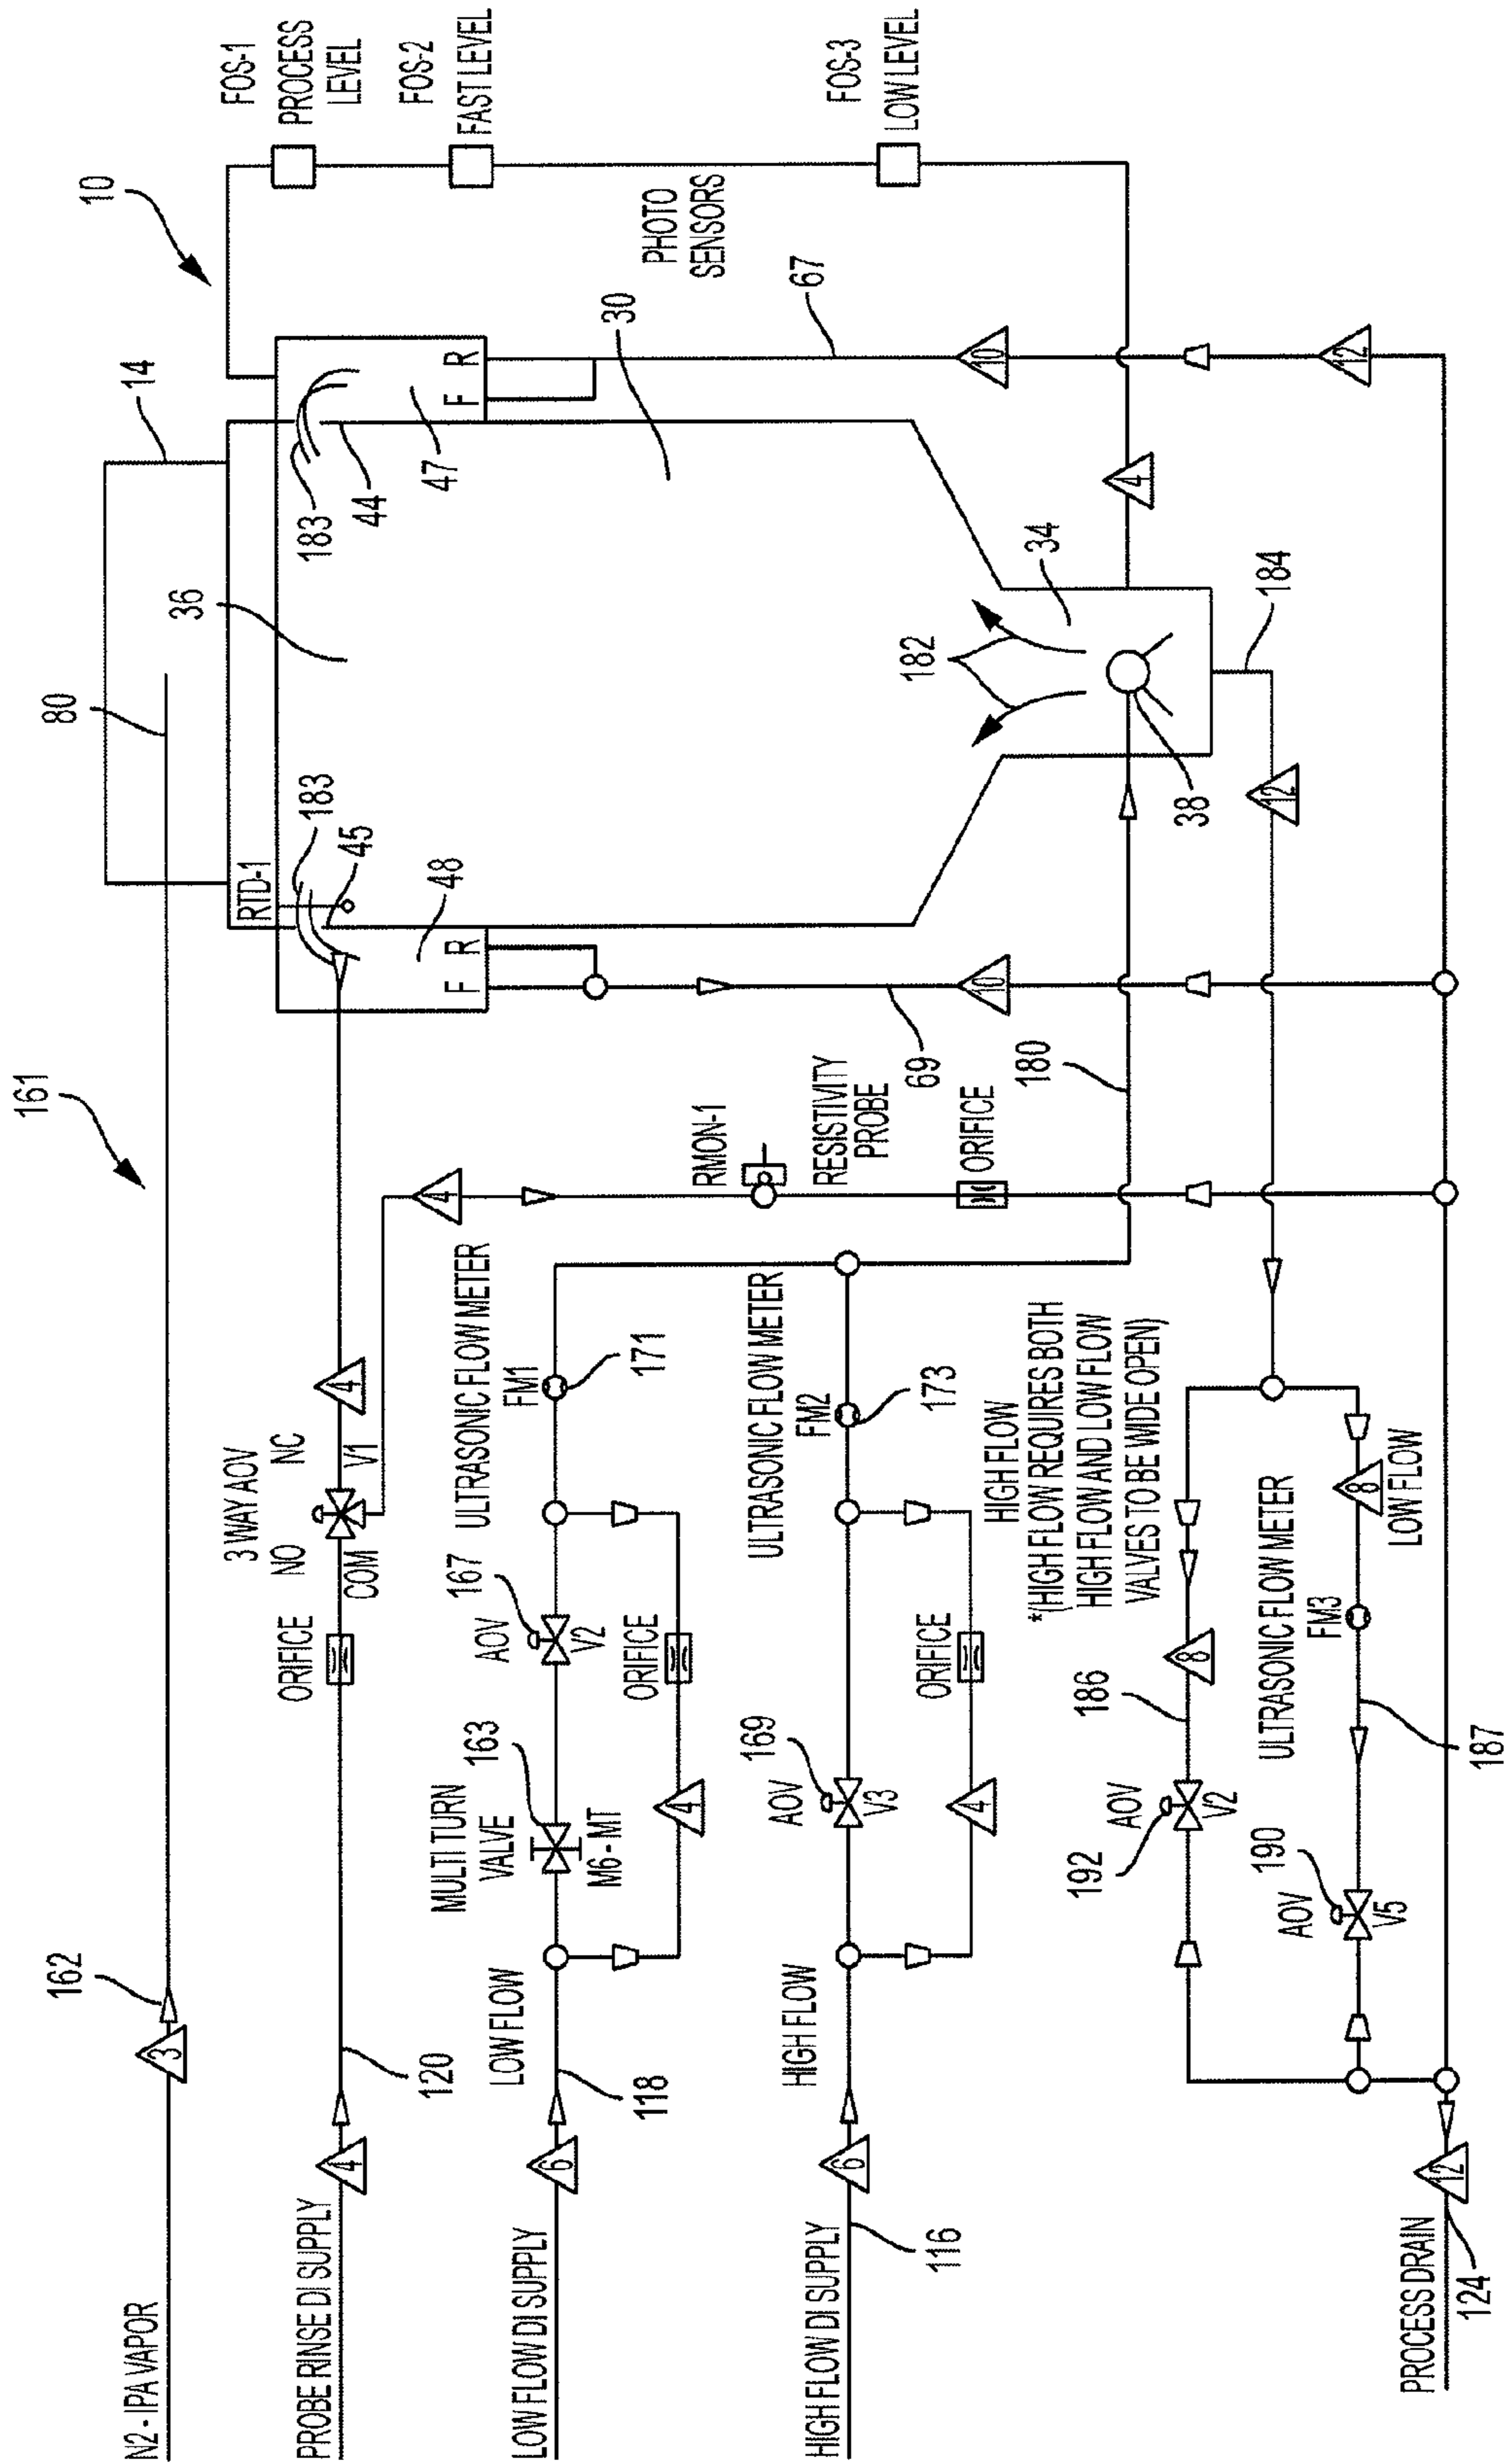 161
80
14
10
162
3
N2 - IPA VAPOR
36
RTD-1
183
45
48
F R
183
44
47
F R
30
67
10
12
FOS-1
PROCESS
LEVEL
FOS-2
FAST LEVEL
PHOTO
SENSORS
FOS-3
LOW LEVEL
PROBE RINSE DI SUPPLY
4
120
ORIFICE
3 WAY AOV
NO NC
COM V1
4
4
RMON-1
RESISTIVITY
PROBE
ORIFICE
69
10
180
182
34
38
4
184
12
LOW FLOW DI SUPPLY
6
118
LOW FLOW
MULTI TURN
VALVE
163
M6 - MT
AOV
167
V2
ORIFICE
4
ULTRASONIC FLOW METER
FM1
171
HIGH FLOW DI SUPPLY
6
116
HIGH FLOW
AOV
169
V3
ORIFICE
4
ULTRASONIC FLOW METER
FM2
173
HIGH FLOW
*(HIGH FLOW REQUIRES BOTH
HIGH FLOW AND LOW FLOW
VALVES TO BE WIDE OPEN)
AOV
192
V2
186
8
AOV
190
V5
ULTRASONIC FLOW METER
FM3
187
8
LOW FLOW
PROCESS DRAIN
12
124